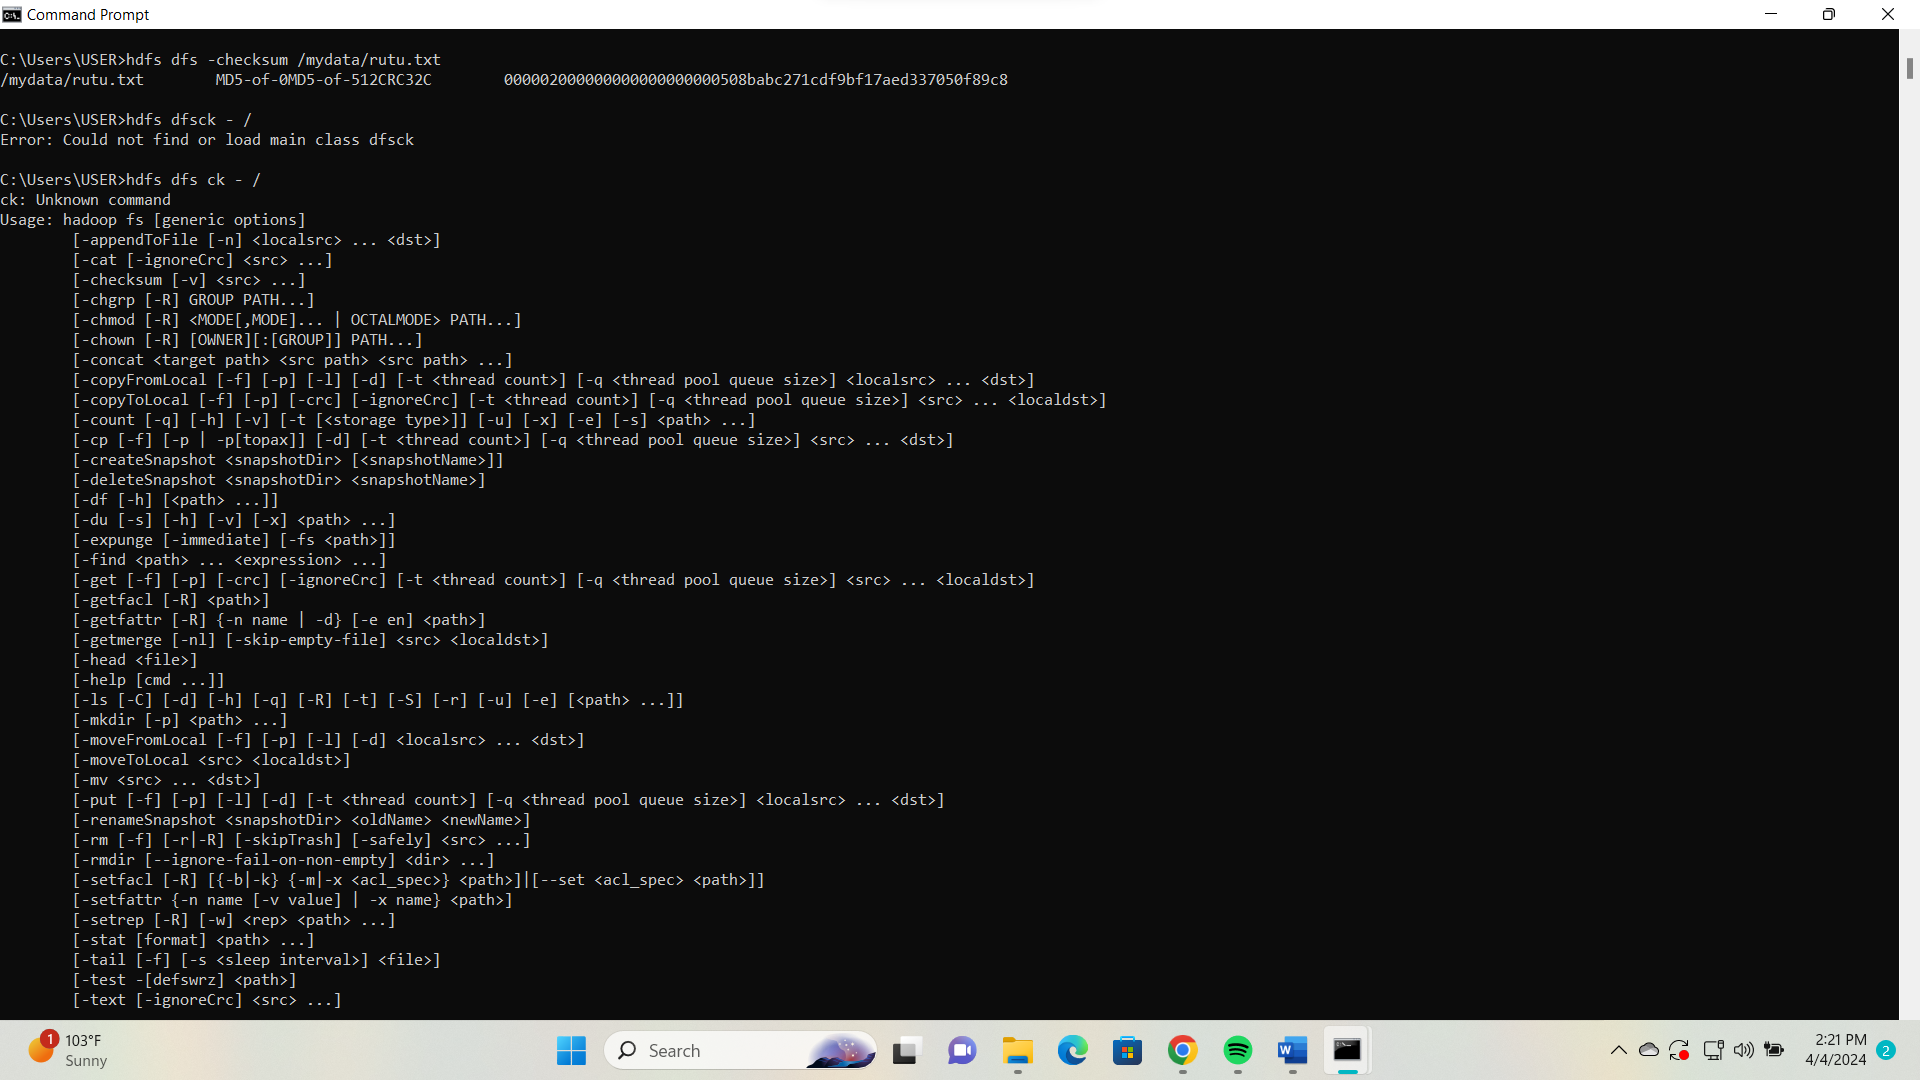 Command Prompt
C:\Users\USER>hdfs dfs -checksum /mydata/rutu.txt
/mydata/rutu.txt        MD5-of-0MD5-of-512CRC32C        000002000000000000000000508babc271cdf9bf17aed337050f89c8
C:\Users\USER>hdfs dfsck - /
Error: Could not find or load main class dfsck
C:\Users\USER>hdfs dfs ck - /
ck: Unknown command
Usage: hadoop fs [generic options]
        [-appendToFile [-n] <localsrc> ... <dst>]
        [-cat [-ignoreCrc] <src> ...]
        [-checksum [-v] <src> ...]
        [-chgrp [-R] GROUP PATH...]
        [-chmod [-R] <MODE[,MODE]... | OCTALMODE> PATH...]
        [-chown [-R] [OWNER][:[GROUP]] PATH...]
        [-concat <target path> <src path> <src path> ...]
        [-copyFromLocal [-f] [-p] [-l] [-d] [-t <thread count>] [-q <thread pool queue size>] <localsrc> ... <dst>]
        [-copyToLocal [-f] [-p] [-crc] [-ignoreCrc] [-t <thread count>] [-q <thread pool queue size>] <src> ... <localdst>]
        [-count [-q] [-h] [-v] [-t [<storage type>]] [-u] [-x] [-e] [-s] <path> ...]
        [-cp [-f] [-p | -p[topax]] [-d] [-t <thread count>] [-q <thread pool queue size>] <src> ... <dst>]
        [-createSnapshot <snapshotDir> [<snapshotName>]]
        [-deleteSnapshot <snapshotDir> <snapshotName>]
        [-df [-h] [<path> ...]]
        [-du [-s] [-h] [-v] [-x] <path> ...]
        [-expunge [-immediate] [-fs <path>]]
        [-find <path> ... <expression> ...]
        [-get [-f] [-p] [-crc] [-ignoreCrc] [-t <thread count>] [-q <thread pool queue size>] <src> ... <localdst>]
        [-getfacl [-R] <path>]
        [-getfattr [-R] {-n name | -d} [-e en] <path>]
        [-getmerge [-nl] [-skip-empty-file] <src> <localdst>]
        [-head <file>]
        [-help [cmd ...]]
        [-ls [-C] [-d] [-h] [-q] [-R] [-t] [-S] [-r] [-u] [-e] [<path> ...]]
        [-mkdir [-p] <path> ...]
        [-moveFromLocal [-f] [-p] [-l] [-d] <localsrc> ... <dst>]
        [-moveToLocal <src> <localdst>]
        [-mv <src> ... <dst>]
        [-put [-f] [-p] [-l] [-d] [-t <thread count>] [-q <thread pool queue size>] <localsrc> ... <dst>]
        [-renameSnapshot <snapshotDir> <oldName> <newName>]
        [-rm [-f] [-r|-R] [-skipTrash] [-safely] <src> ...]
        [-rmdir [--ignore-fail-on-non-empty] <dir> ...]
        [-setfacl [-R] [{-b|-k} {-m|-x <acl_spec>} <path>]|[--set <acl_spec> <path>]]
        [-setfattr {-n name [-v value] | -x name} <path>]
        [-setrep [-R] [-w] <rep> <path> ...]
        [-stat [format] <path> ...]
        [-tail [-f] [-s <sleep interval>] <file>]
        [-test -[defswrz] <path>]
        [-text [-ignoreCrc] <src> ...]
1
103°F
Sunny
Search
2:21 PM
4/4/2024
2